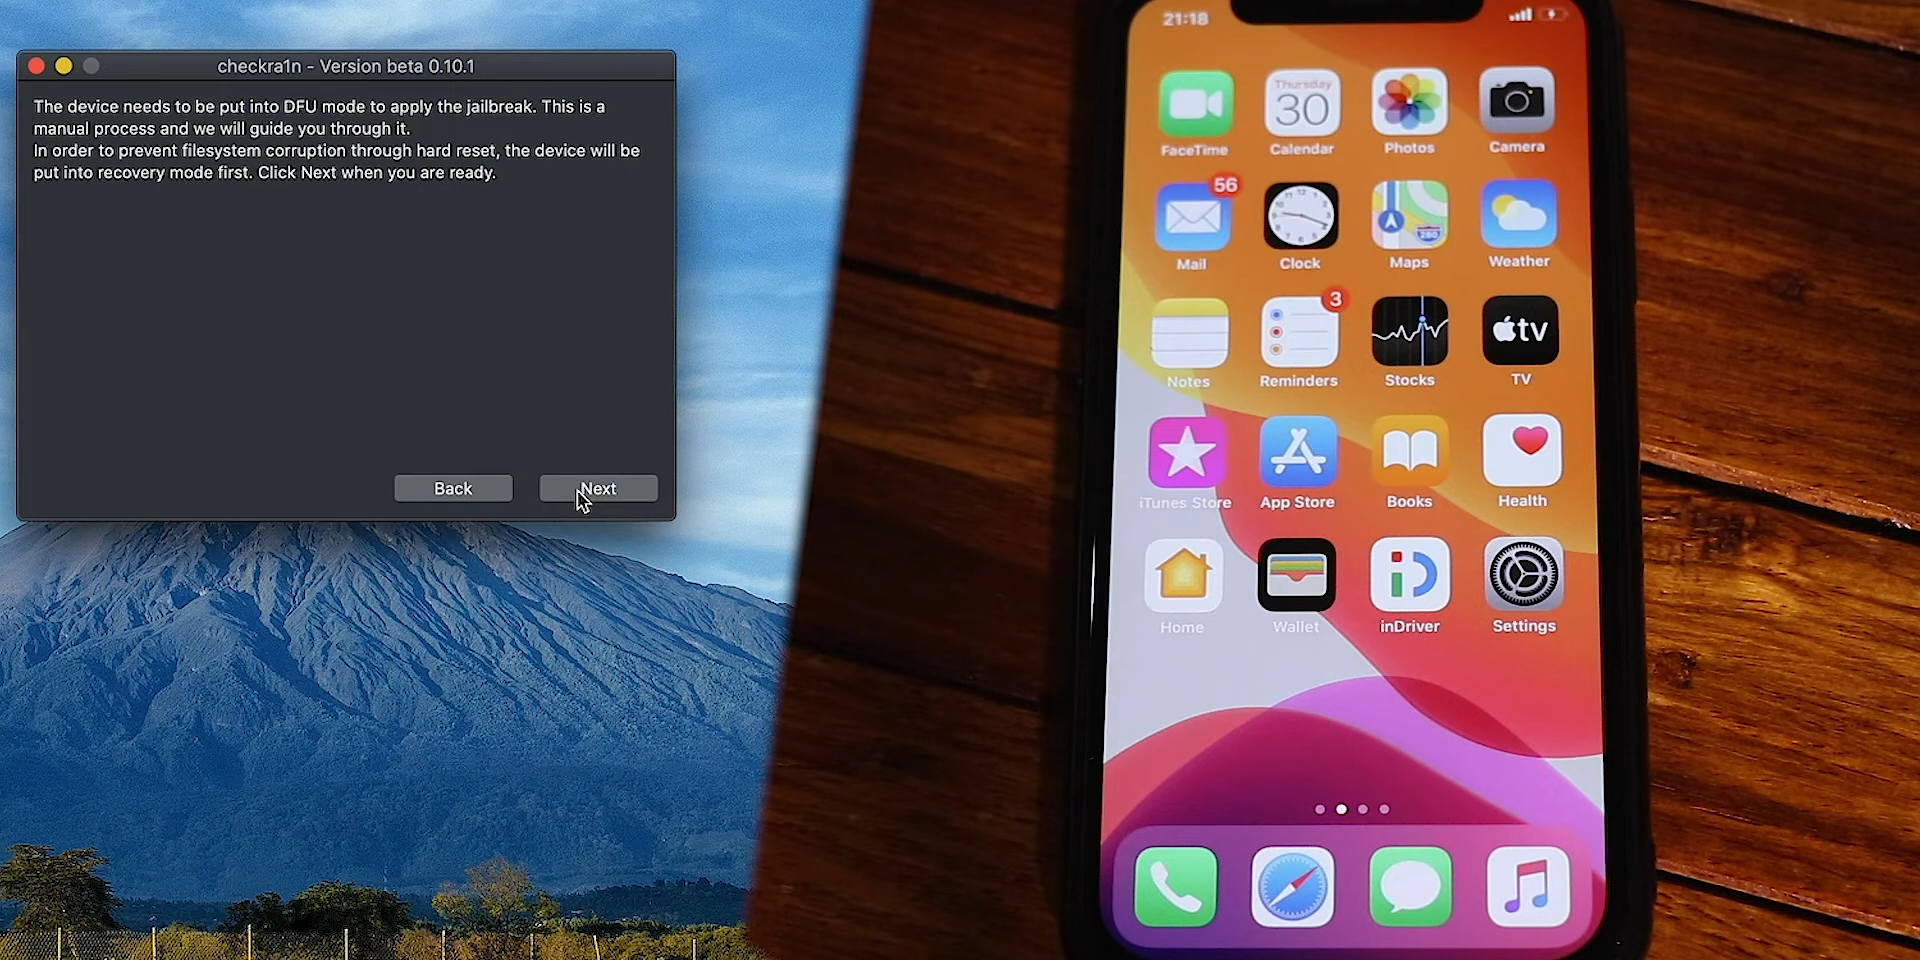 checkra1n - Version beta 0.10.1
The device needs to be put into DFU mode to apply the jailbreak. This is a
manual process and we will guide you through it.
In order to prevent filesystem corruption through hard reset, the device will be
put into recovery mode first. Click Next when you are ready.
Back
Next
21:18
Thursday
30
FaceTime
Calendar
Photos
Camera
56
Mail
Clock
Maps
280
Weather
3
tv
Notes
Reminders
Stocks
TV
iTunes Store
App Store
Books
Health
Home
Wallet
inDriver
Settings